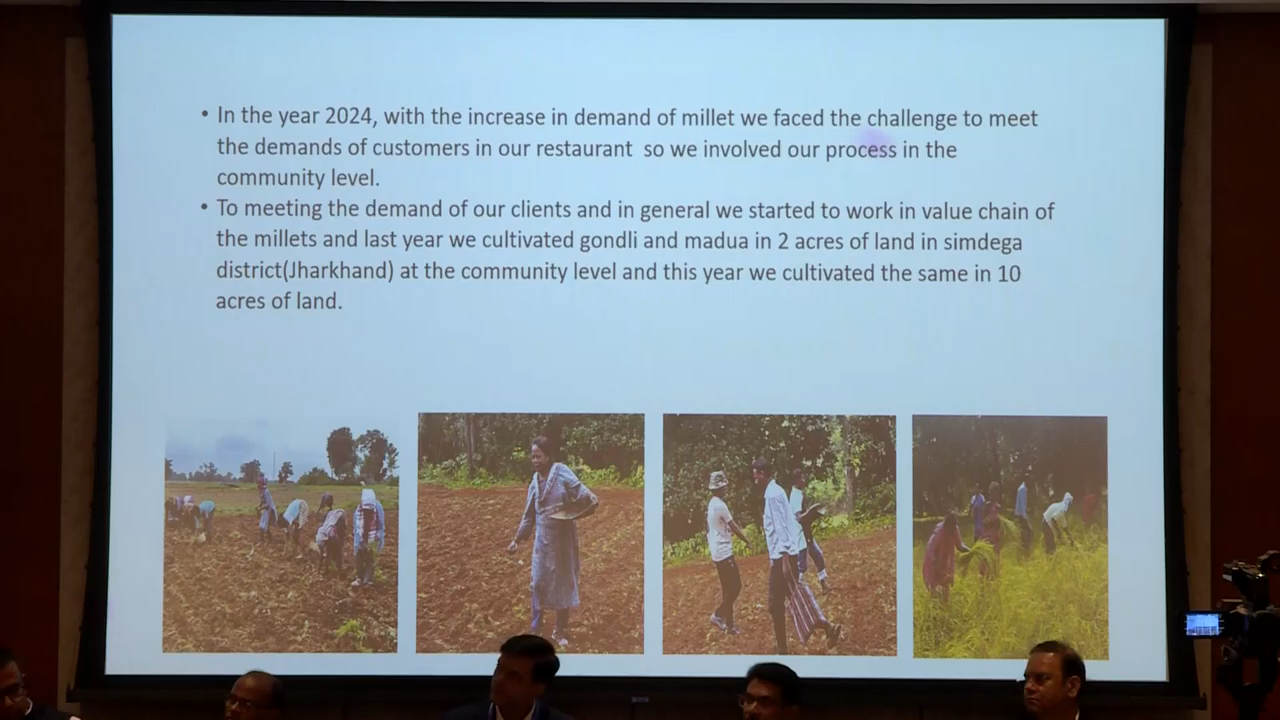 • In the year 2024, with the increase in demand of millet we faced the challenge to meet
the demands of customers in our restaurant so we involved our process in the
community level.
• To meeting the demand of our clients and in general we started to work in value chain of
the millets and last year we cultivated gondli and madua in 2 acres of land in simdega
district(Jharkhand) at the community level and this year we cultivated the same in 10
acres of land.